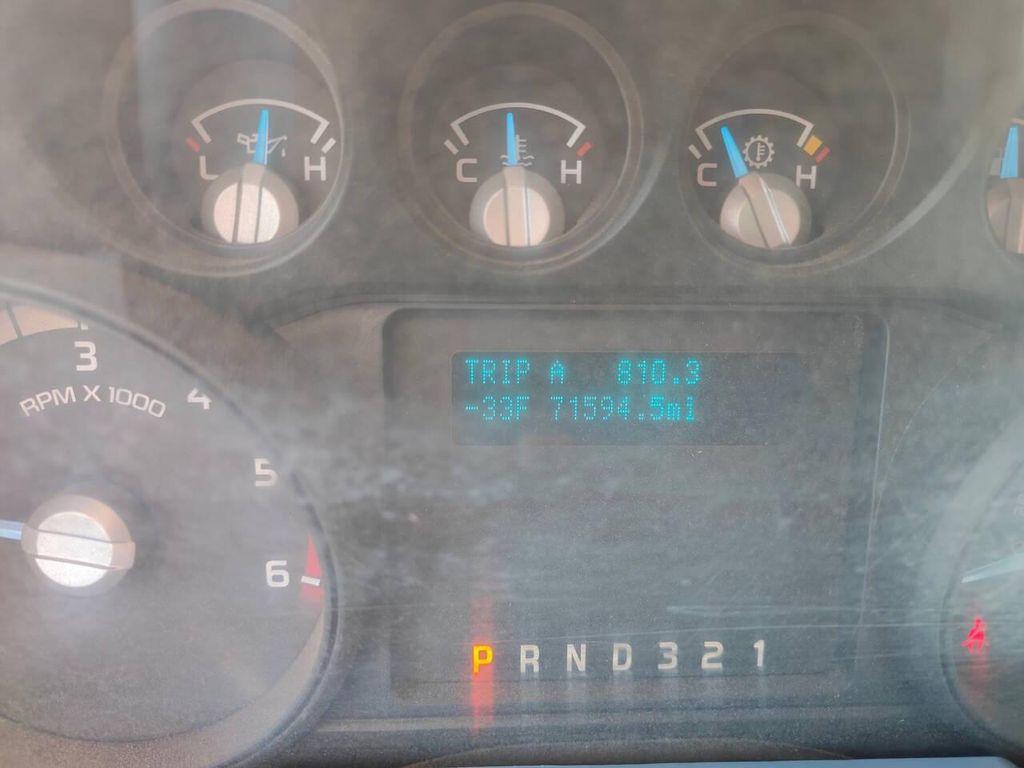 L H
C H
C H
3
4
RPM X 1000
5
6
TRIP A 810.3
-33F 71594.5mi
P R N D 3 2 1